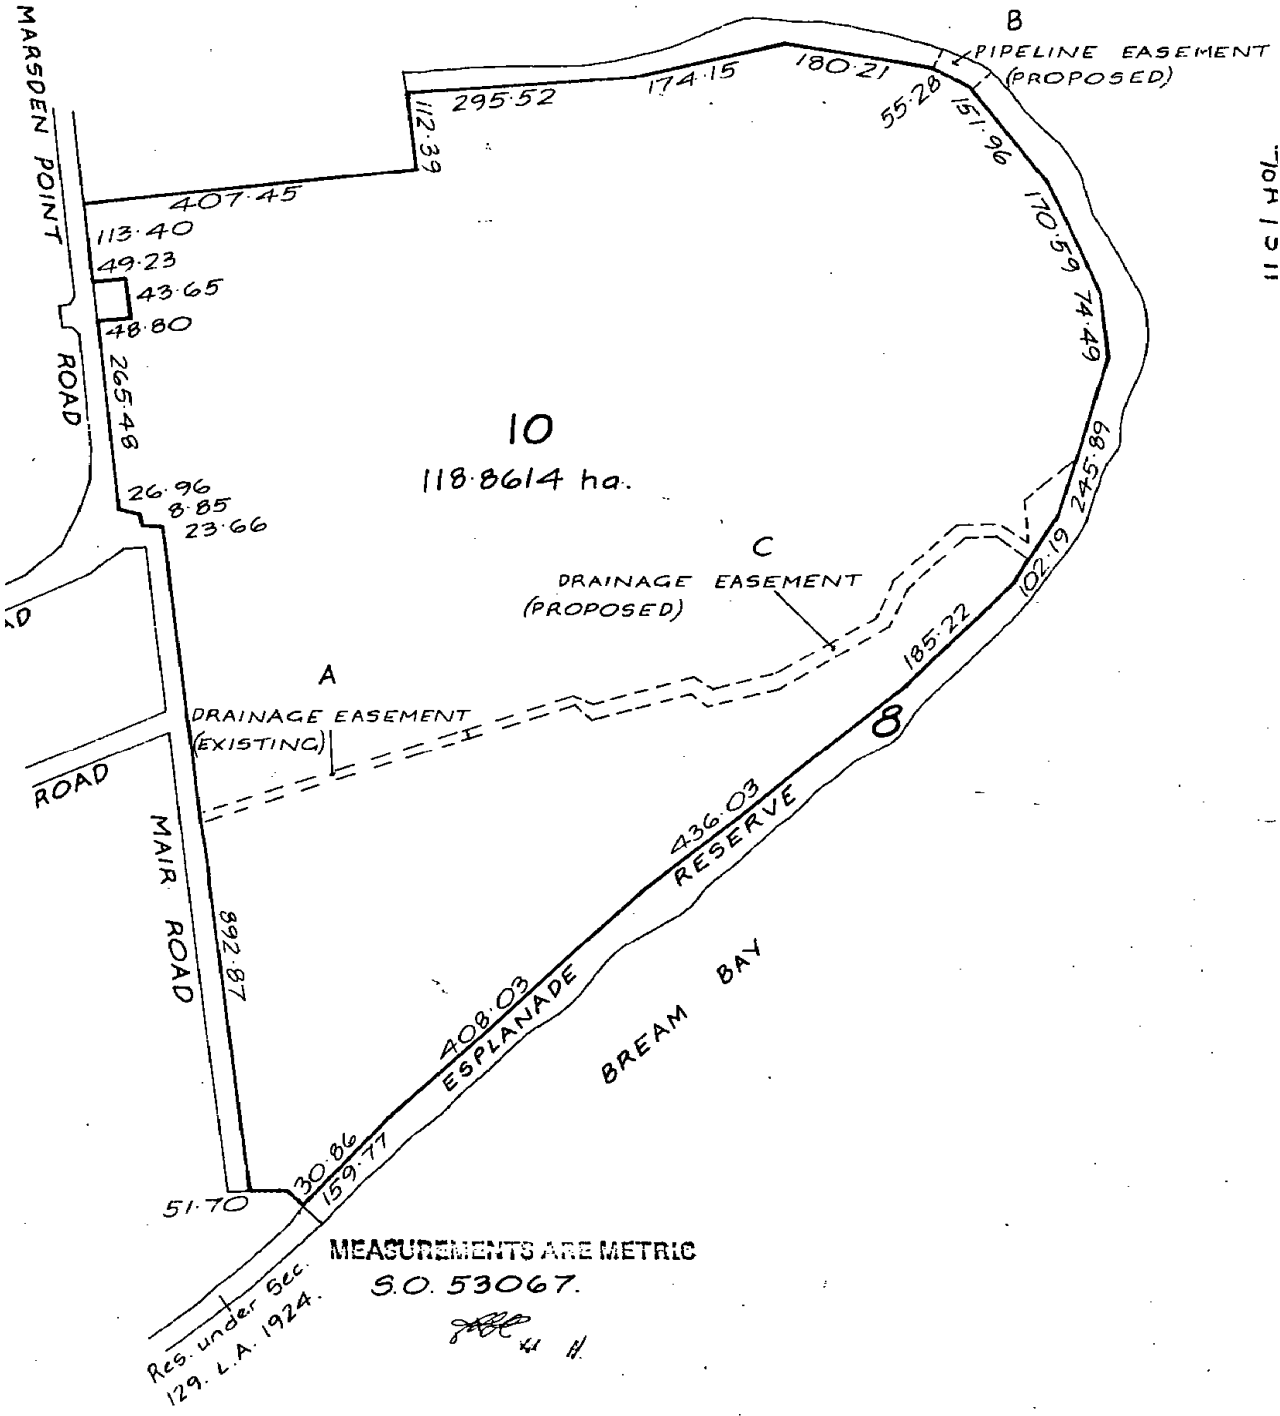 MARSDEN POINT
ROAD
B
PIPELINE EASEMENT
(PROPOSED)
295.52
174.15
180.21
55.28
151.96
112.39
407.45
113.40
49.23
43.65
48.80
265.48
170.59
74.49
10
118.8614 ha.
245.89
26.96
8.85
23.66
C
DRAINAGE EASEMENT
(PROPOSED)
102.19
185.22
A
DRAINAGE EASEMENT
(EXISTING)
8
ROAD
MAIR ROAD
436.03
892.87
408.03
ESPLANADE RESERVE
BREAM BAY
30.86
159.77
51.70
MEASUREMENTS ARE METRIC
S.O. 53067.
Res. under Sec.
129. L.A. 1924.